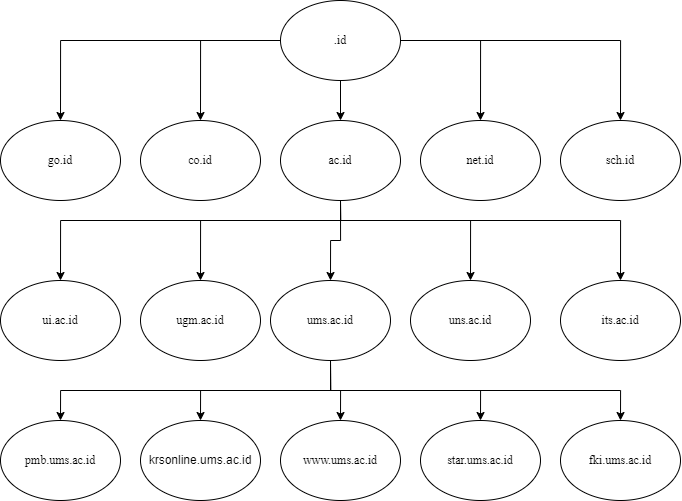 .id
go.id
co.id
ac.id
net.id
sch.id
ui.ac.id
ugm.ac.id
ums.ac.id
uns.ac.id
its.ac.id
pmb.ums.ac.id
krsonline.ums.ac.id
www.ums.ac.id
star.ums.ac.id
fki.ums.ac.id